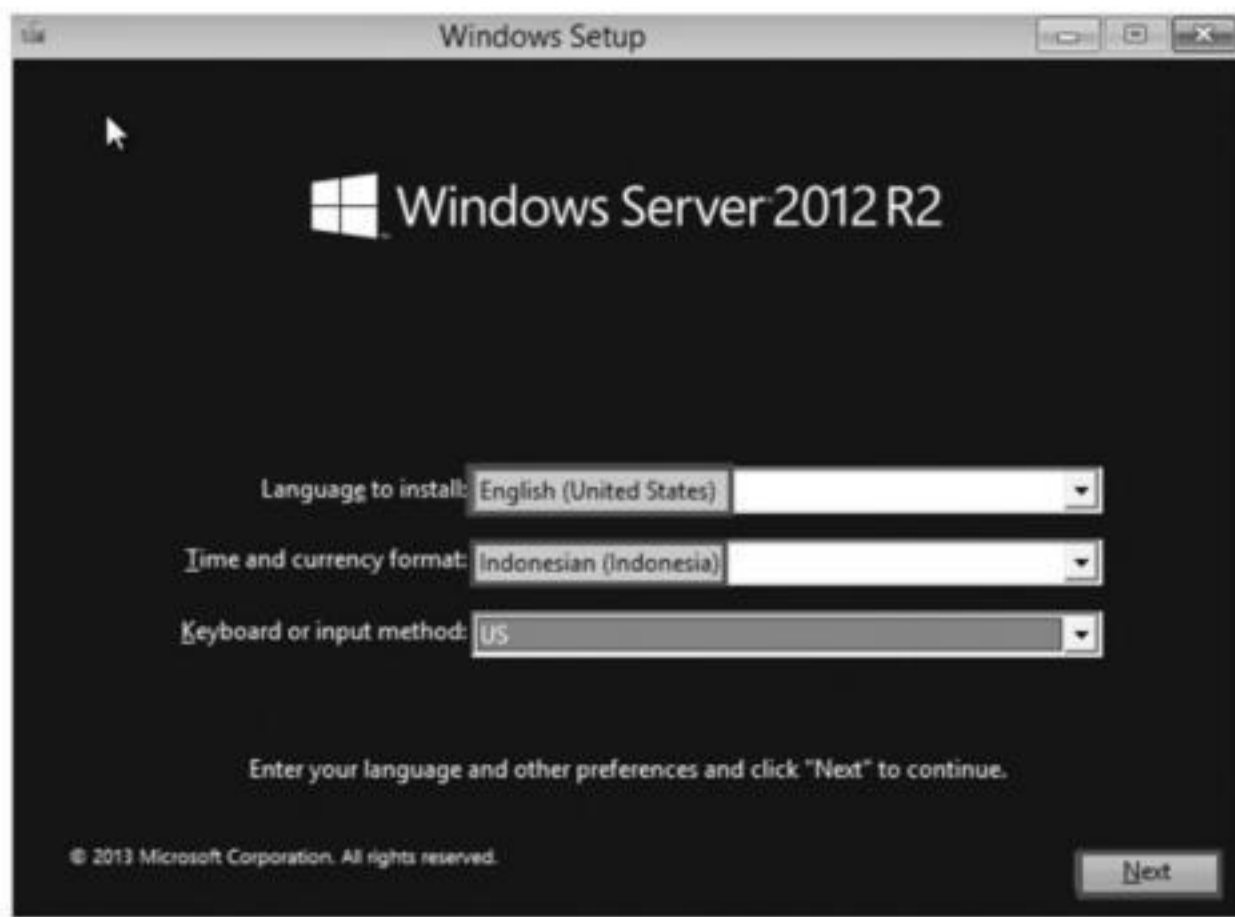 Windows Setup
Windows Server 2012 R2
Language to install: English (United States)
Time and currency format: Indonesian (Indonesia)
Keyboard or input method: US
Enter your language and other preferences and click "Next" to continue.
© 2013 Microsoft Corporation. All rights reserved.
Next